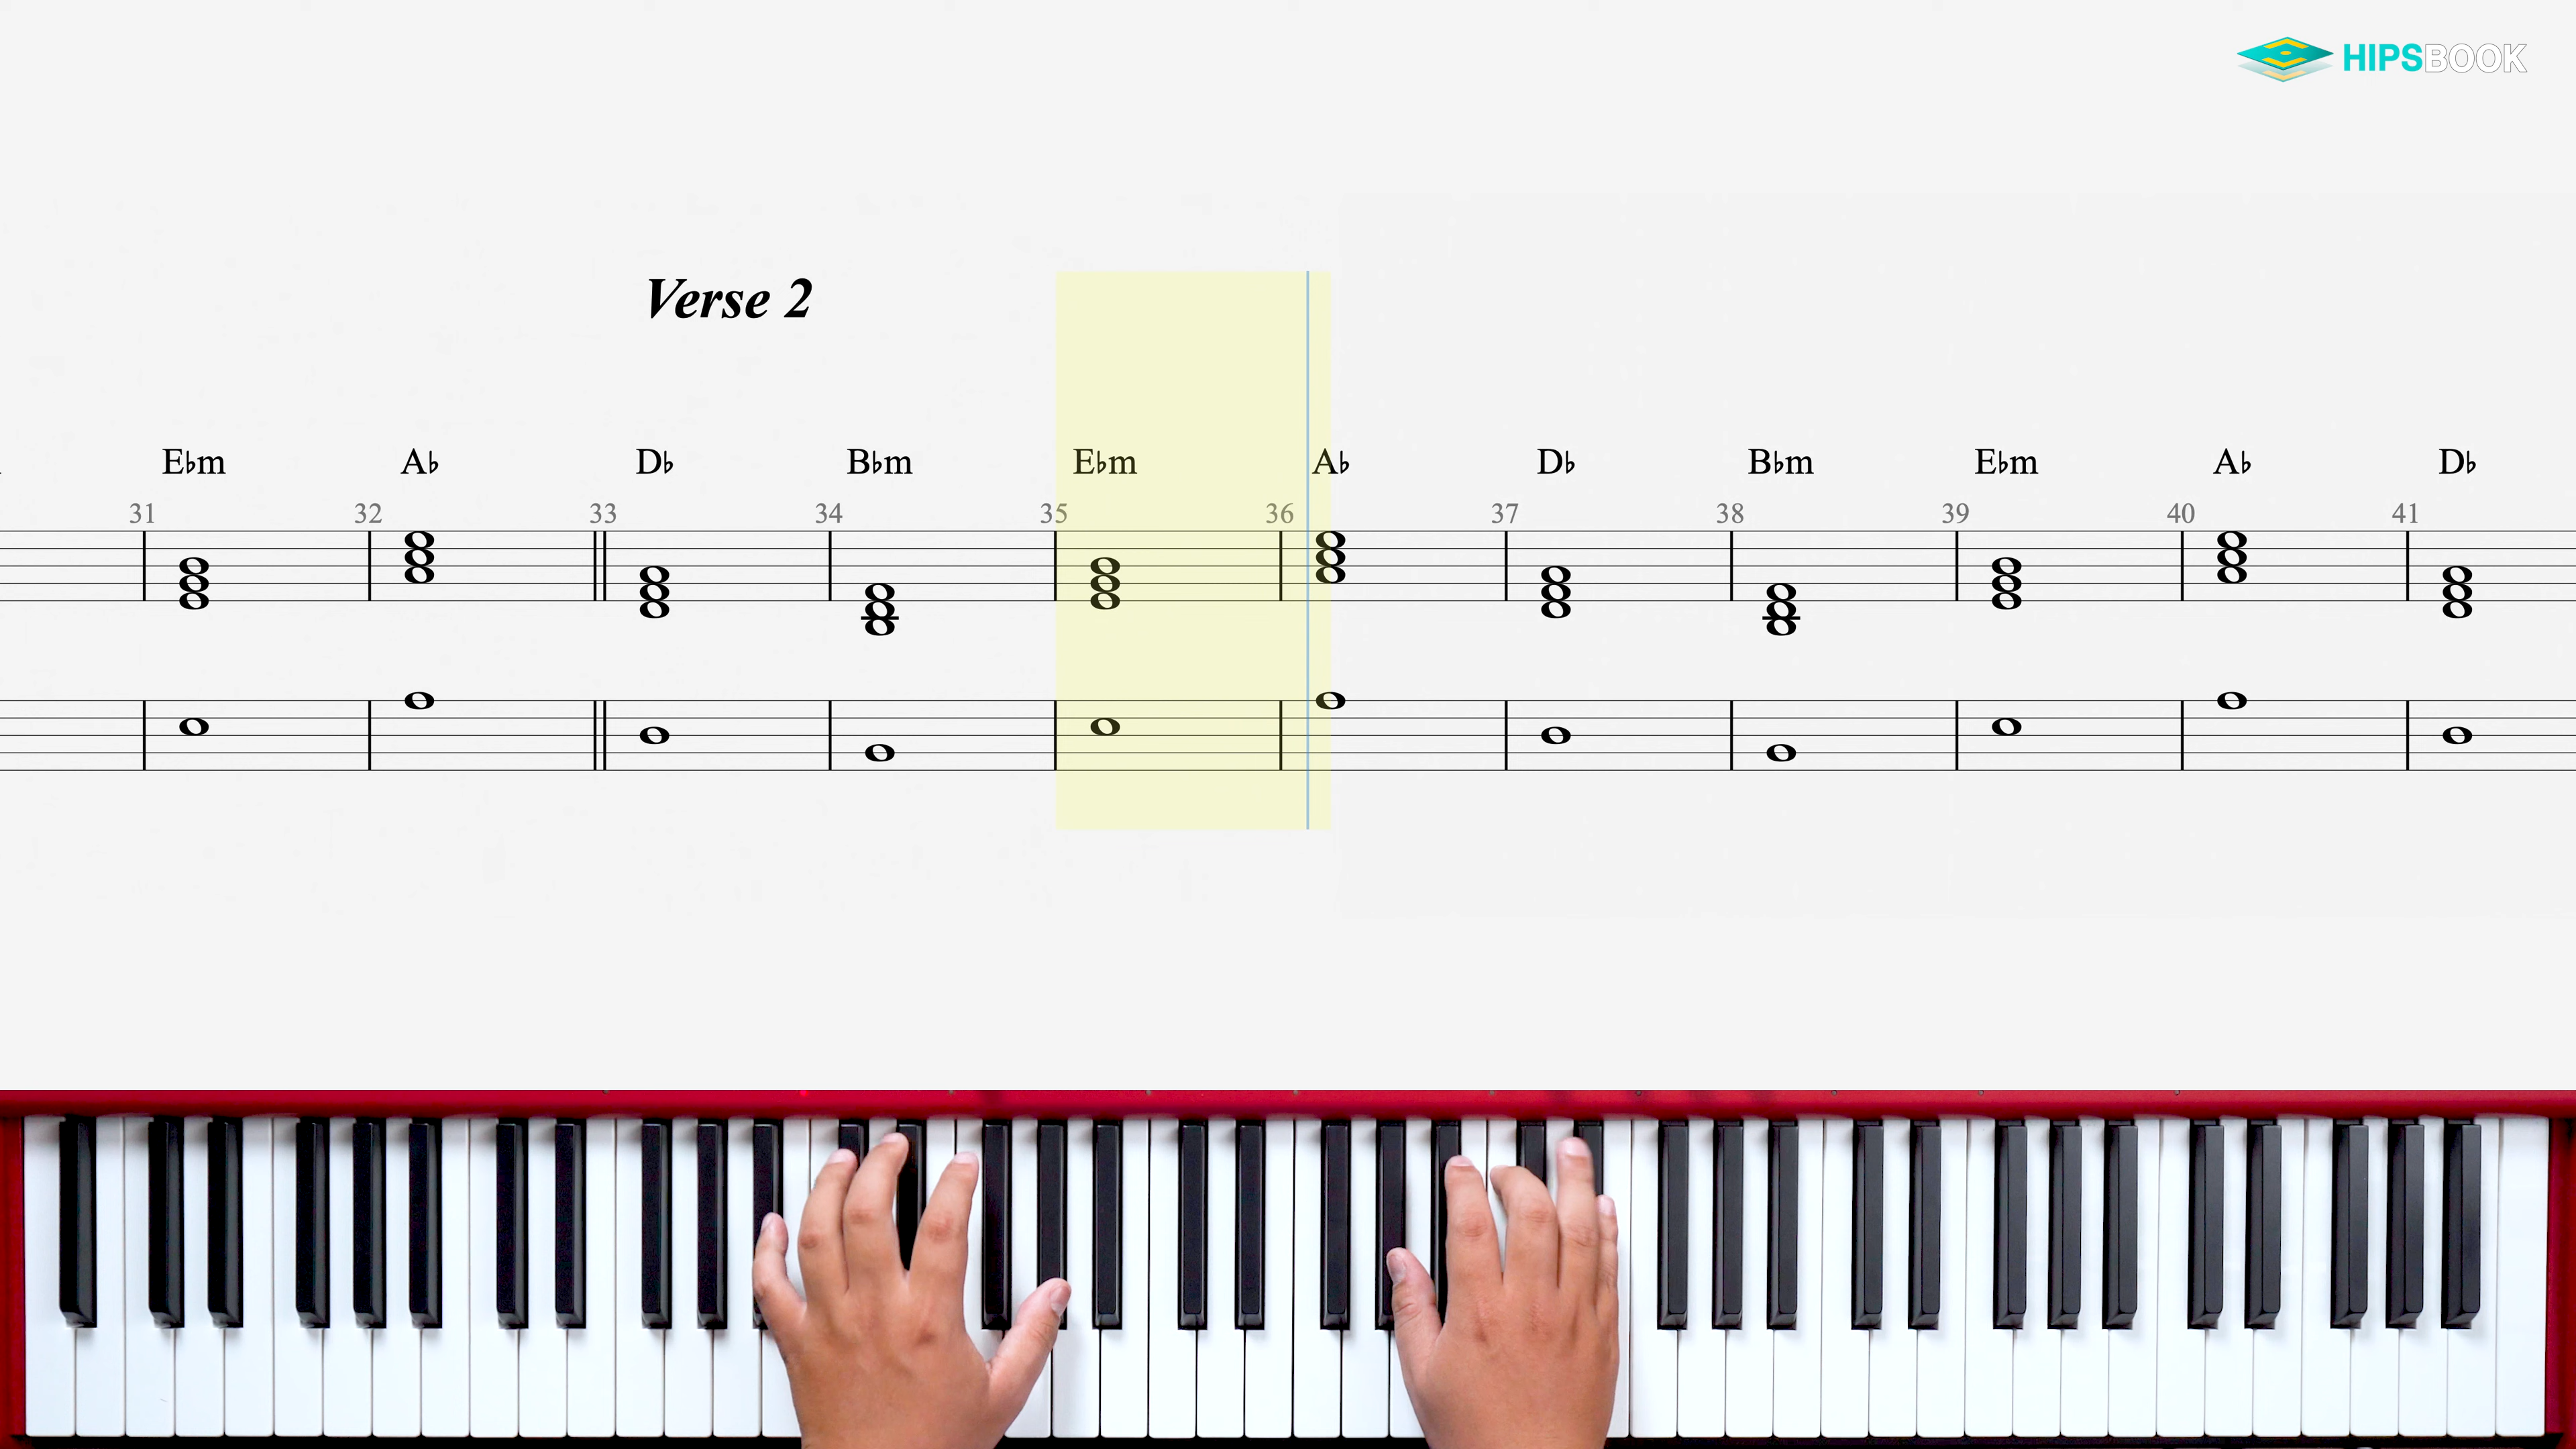 HIPSBOOK
Verse 2
E♭m A♭ D♭ B♭m E♭m A♭ D♭ B♭m E♭m A♭ D♭
31 32 33 34 35 36 37 38 39 40 41